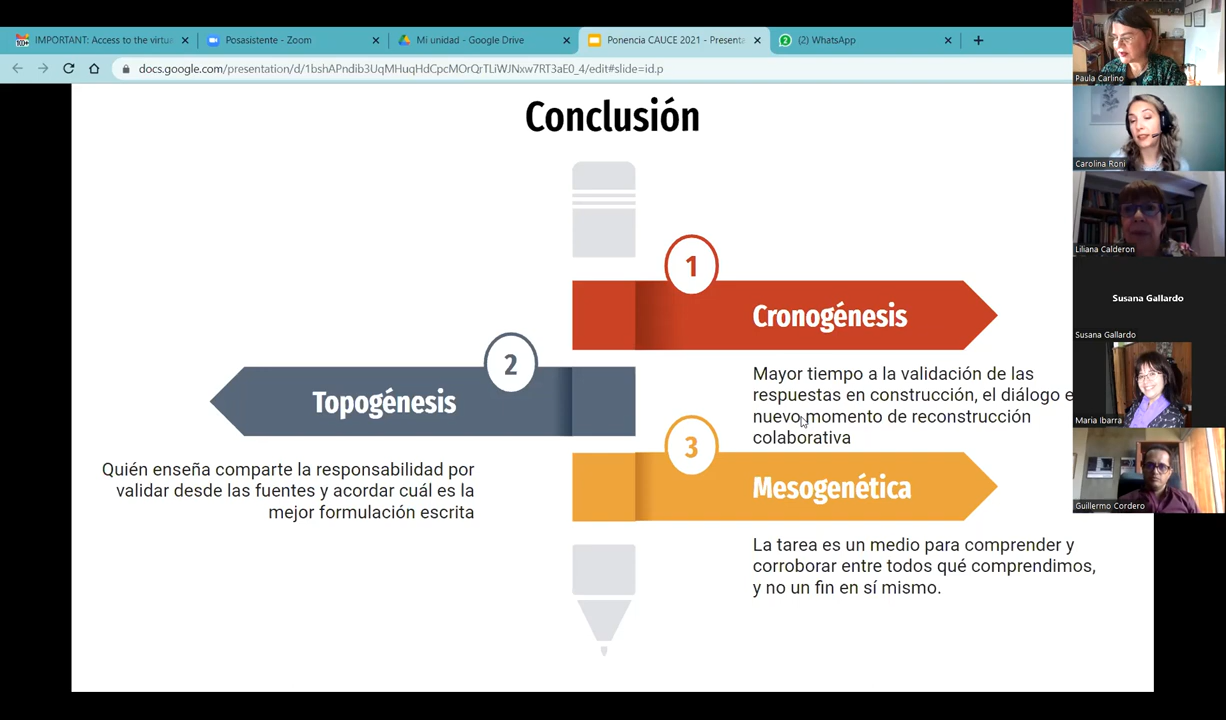 IMPORTANT: Access to the virtu
Posasistente - Zoom
Mi unidad - Google Drive
Ponencia CAUCE 2021 - Presenta
(2) WhatsApp
docs.google.com/presentation/d/1bshAPndib3UqMHuqHdCpcMOrQrTLiWJNxw7RT3aE0_4/edit#slide=id.p
Conclusión
1
Cronogénesis
Mayor tiempo a la validación de las
respuestas en construcción, el diálogo e
nuevo momento de reconstrucción
colaborativa
2
Topogénesis
Quién enseña comparte la responsabilidad por
validar desde las fuentes y acordar cuál es la
mejor formulación escrita
3
Mesogenética
La tarea es un medio para comprender y
corroborar entre todos qué comprendimos,
y no un fin en sí mismo.
Paula Carlino
Carolina Roni
Liliana Calderon
Susana Gallardo
Susana Gallardo
Maria Ibarra
Guillermo Cordero